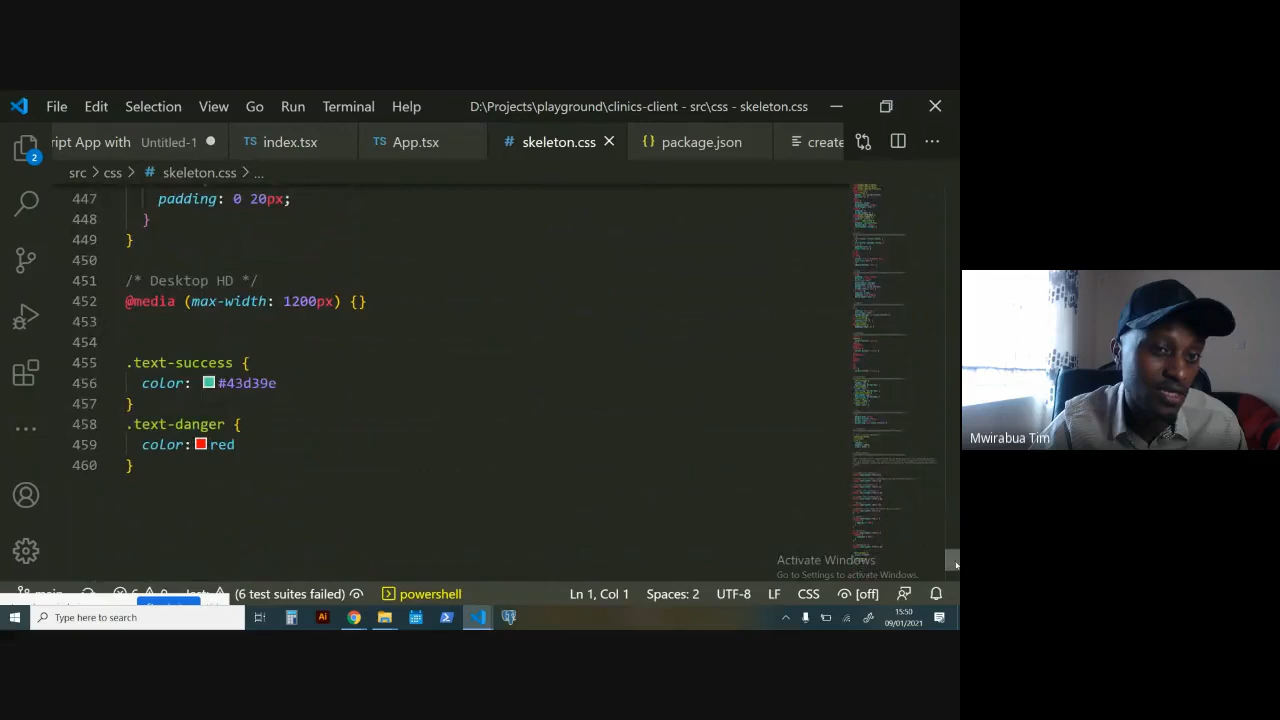 File Edit Selection View Go Run Terminal Help D:\Projects\playground\clinics-client - src\css - skeleton.css
ript App with Untitled-1 TS index.tsx TS App.tsx # skeleton.css {} package.json create
2
src > css > # skeleton.css > ...
447 padding: 0 20px;
448 }
449 }
450
451 /* Desktop HD */
452 @media (max-width: 1200px) {}
453
454
455 .text-success {
456 color: #43d39e
457 }
458 .text-danger {
459 color: red
460 }
Activate Windows
Go to Settings to activate Windows.
Mwirabua Tim
main (6 test suites failed) powershell Ln 1, Col 1 Spaces: 2 UTF-8 LF CSS [off]
Type here to search
Ai
15:50
09/01/2021